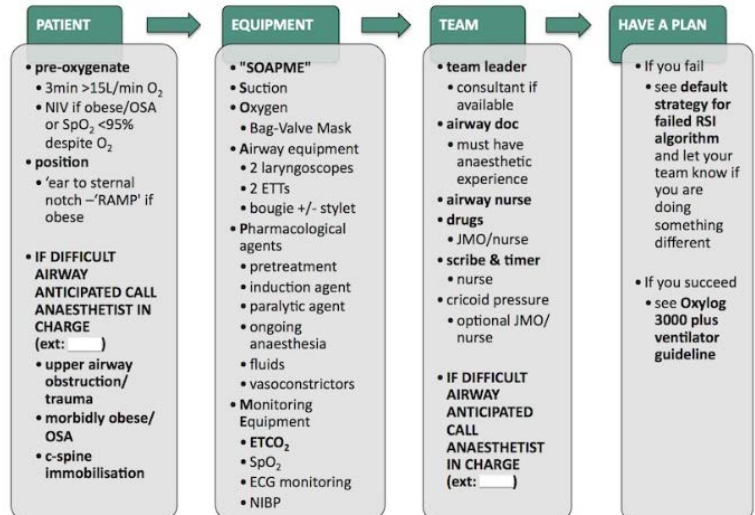 PATIENT
• pre-oxygenate
• 3min >15L/min O₂
• NIV if obese/OSA
or SpO₂ <95%
despite O₂
• position
• 'ear to sternal
notch –'RAMP' if
obese
• IF DIFFICULT
AIRWAY
ANTICIPATED CALL
ANAESTHETIST IN
CHARGE
(ext: )
• upper airway
obstruction/
trauma
• morbidly obese/
OSA
• c-spine
immobilisation
EQUIPMENT
• "SOAPME"
• Suction
• Oxygen
• Bag-Valve Mask
• Airway equipment
• 2 laryngoscopes
• 2 ETTs
• bougie +/- stylet
• Pharmacological
agents
• pretreatment
• induction agent
• paralytic agent
• ongoing
anaesthesia
• fluids
• vasoconstrictors
• Monitoring
Equipment
• ETCO₂
• SpO₂
• ECG monitoring
• NIBP
TEAM
• team leader
• consultant if
available
• airway doc
• must have
anaesthetic
experience
• airway nurse
• drugs
• JMO/nurse
• scribe & timer
• nurse
• cricoid pressure
• optional JMO/
nurse
• IF DIFFICULT
AIRWAY
ANTICIPATED
CALL
ANAESTHETIST
IN CHARGE
(ext: )
HAVE A PLAN
• If you fail
• see default
strategy for
failed RSI
algorithm
and let your
team know if
you are
doing
something
different
• If you succeed
• see Oxylog
3000 plus
ventilator
guideline